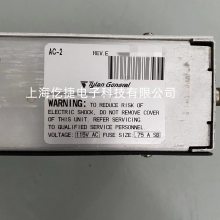 AC-2
REV.E
Tylan General
上海亿捷电子科技有限公司
WARNING: TO REDUCE RISK OF
ELECTRIC SHOCK, DO NOT REMOVE COVER
OF THIS UNIT. REFER SERVICING
TO QUALIFIED SERVICE PERSONNEL
VOLTAGE: 115V AC FUSE SIZE: .75 A SB